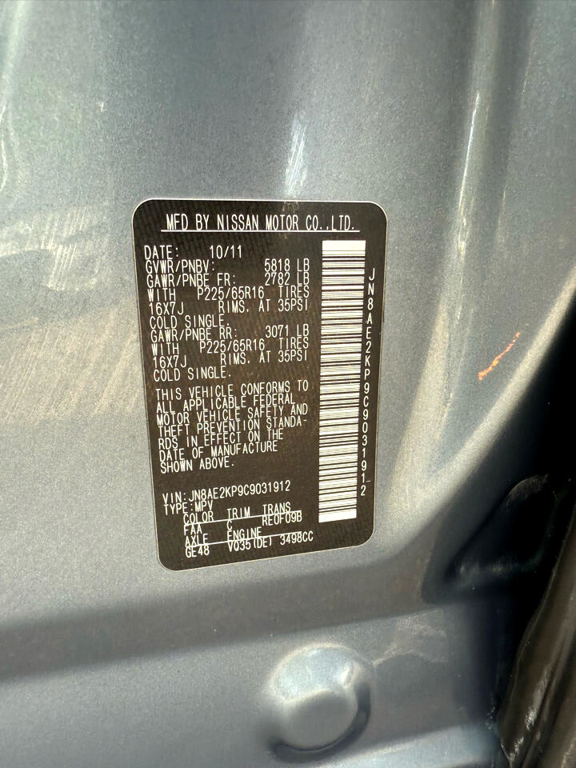 MFD BY NISSAN MOTOR CO.,LTD.
DATE: 10/11
GVWR/PNBV: 5818 LB
GAWR/PNBE FR: 2782 LB
WITH P225/65R16 TIRES
16X7J RIMS. AT 35PSI
COLD SINGLE.
GAWR/PNBE RR: 3071 LB
WITH P225/65R16 TIRES
16X7J RIMS. AT 35PSI
COLD SINGLE.
THIS VEHICLE CONFORMS TO
ALL APPLICABLE FEDERAL
MOTOR VEHICLE SAFETY AND
THEFT PREVENTION STANDA-
RDS IN EFFECT ON THE
DATE OF MANUFACTURE
SHOWN ABOVE.
VIN: JN8AE2KP9C9031912
TYPE: MPV
COLOR TRIM TRANS
FAA C RE0F09B
AXLE ENGINE
GE48 VQ35(DE) 3498CC
JN8AE2KP9C9031912